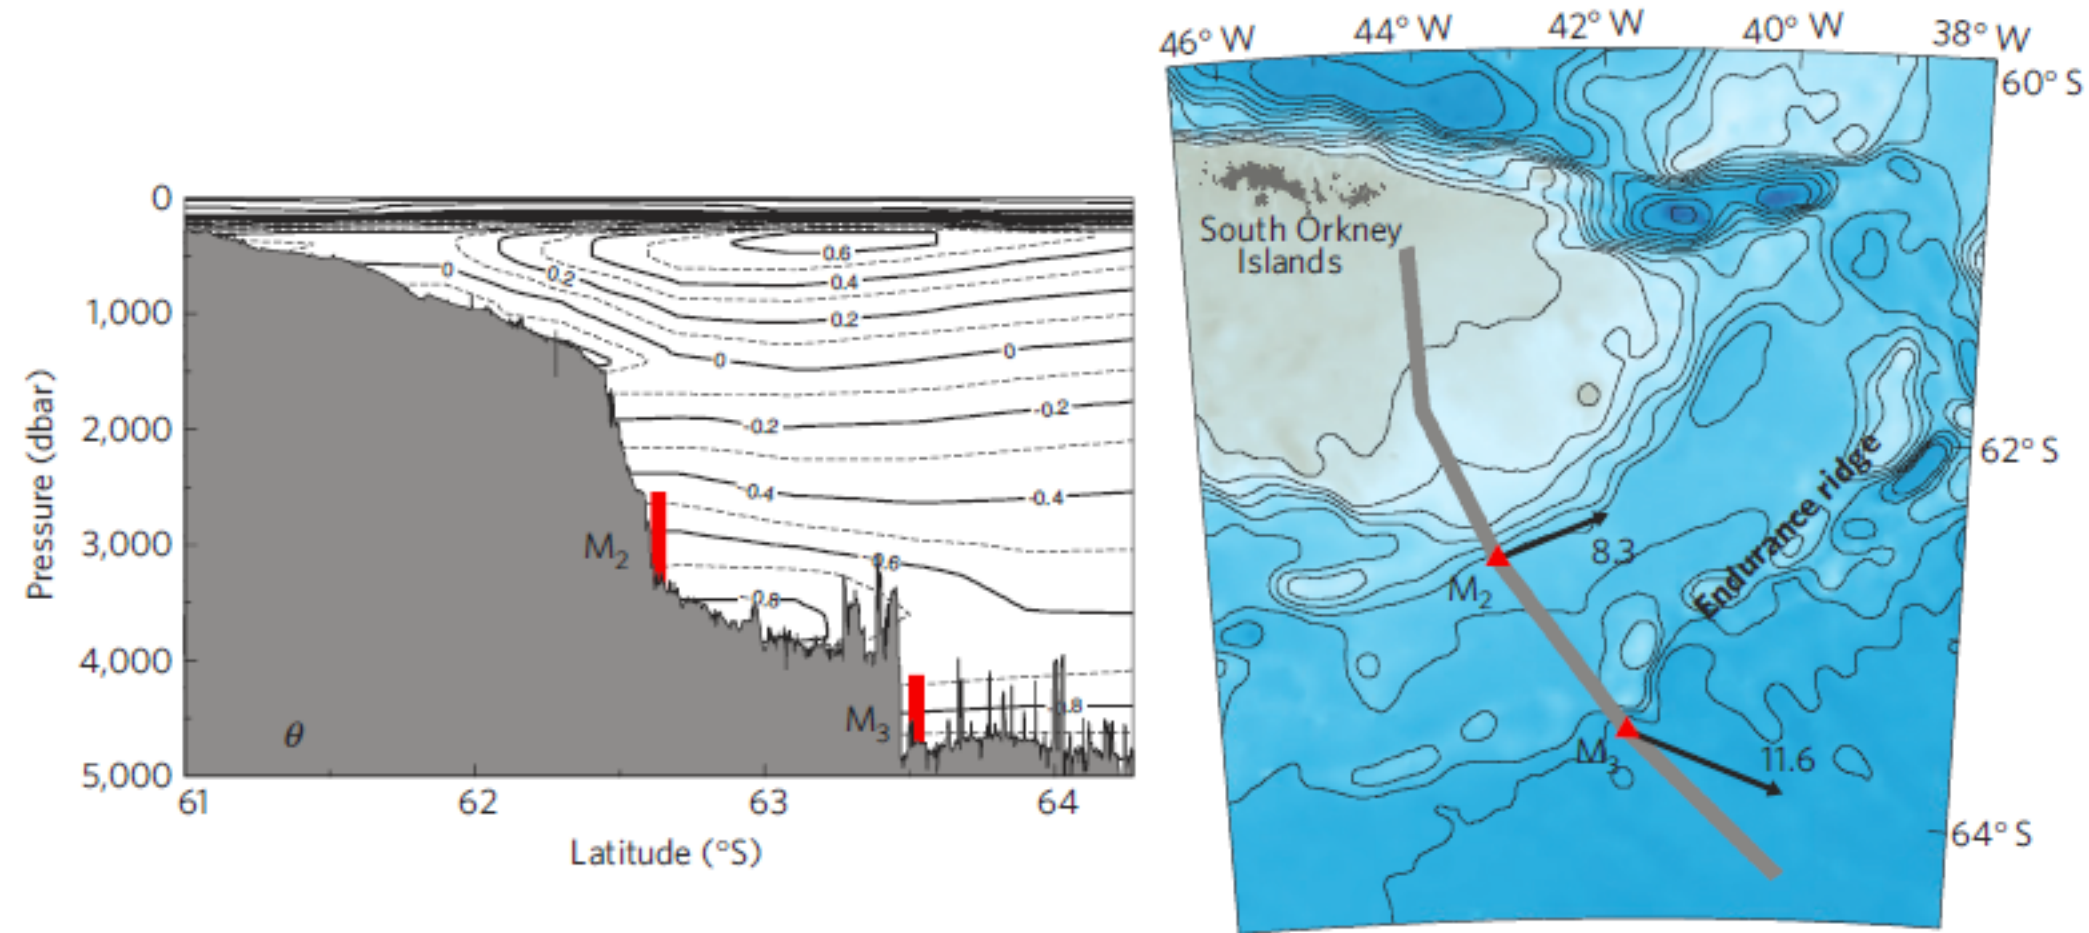 0
1,000
2,000
3,000
4,000
5,000
Pressure (dbar)
61
62
63
64
Latitude (°S)
θ
M2
M3
0
0.2
0.6
0.4
0.2
0
0
-0.2
-0.2
-0.4
-0.4
0.6
0.8
0.8
46° W
44° W
42° W
40° W
38° W
60° S
62° S
64° S
South Orkney
Islands
Endurance ridge
M2
8.3
M3
11.6